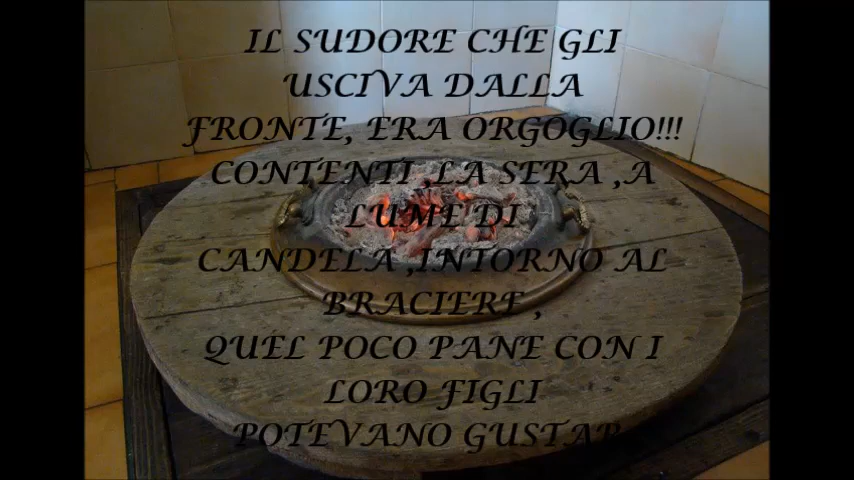 IL SUDORE CHE GLI
USCIVA DALLA
FRONTE, ERA ORGOGLIO!!!
CONTENTI ,LA SERA ,A
LUME DI
CANDELA ,INTORNO AL
BRACIERE ,
QUEL POCO PANE CON I
LORO FIGLI
POTEVANO GUSTAR